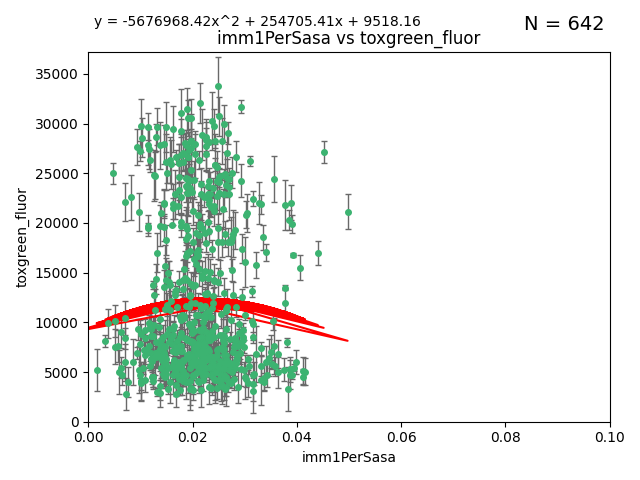 y = -5676968.42x^2 + 254705.41x + 9518.16
N = 642
imm1PerSasa vs toxgreen_fluor
35000
30000
25000
20000
15000
10000
5000
0
toxgreen_fluor
0.00 0.02 0.04 0.06 0.08 0.10
imm1PerSasa